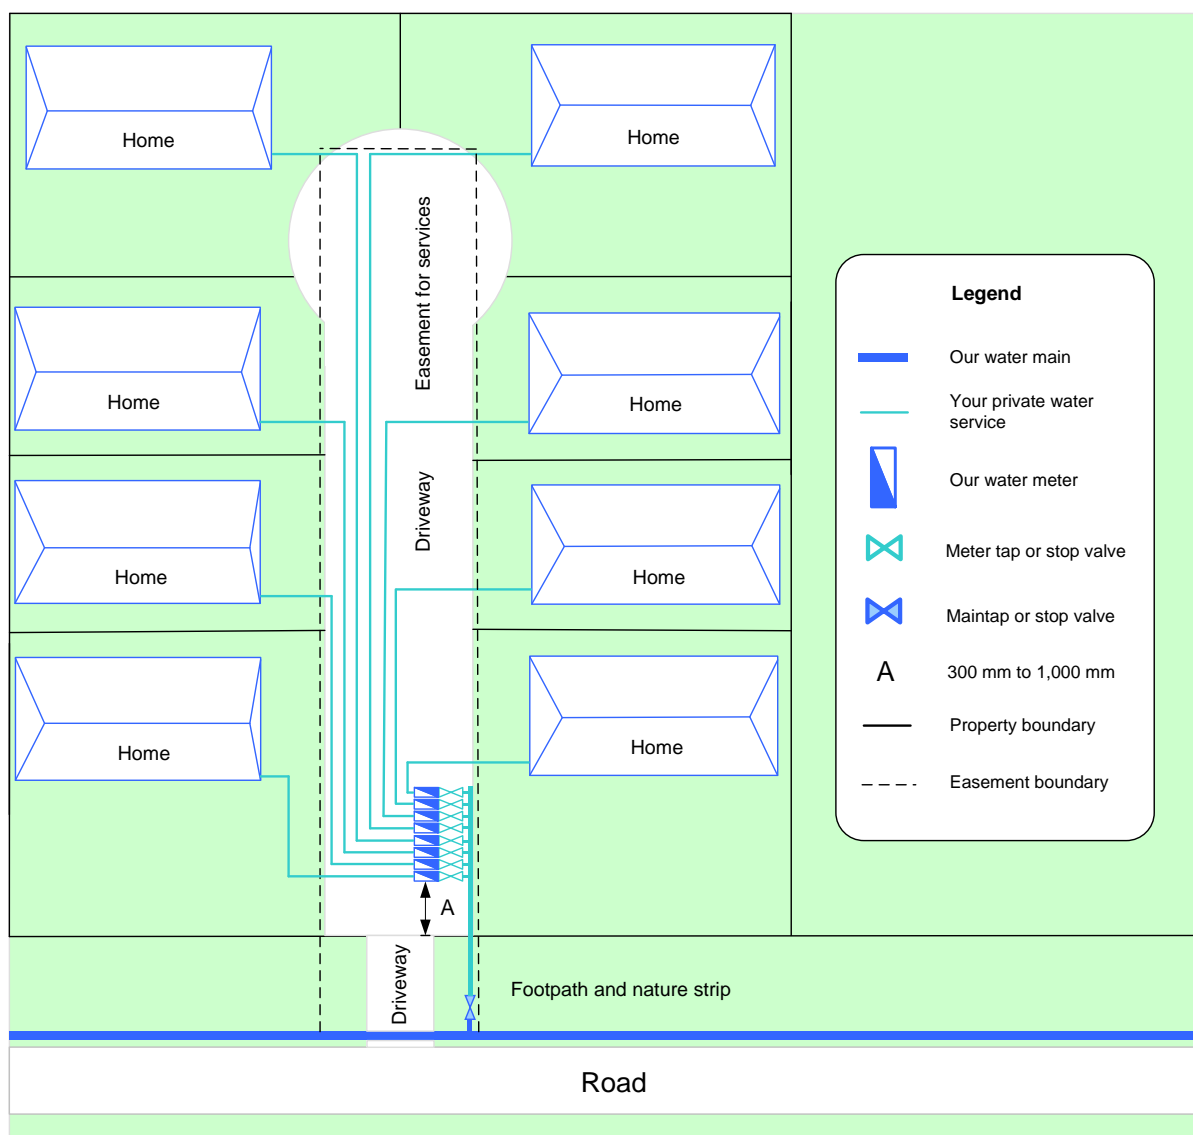 Home
Home
Easement for services
Legend
Our water main
Your private water
service
Our water meter
Meter tap or stop valve
Maintap or stop valve
A 300 mm to 1,000 mm
Property boundary
Easement boundary
Home
Home
Driveway
Home
Home
Home
Home
A
Driveway
Footpath and nature strip
Road